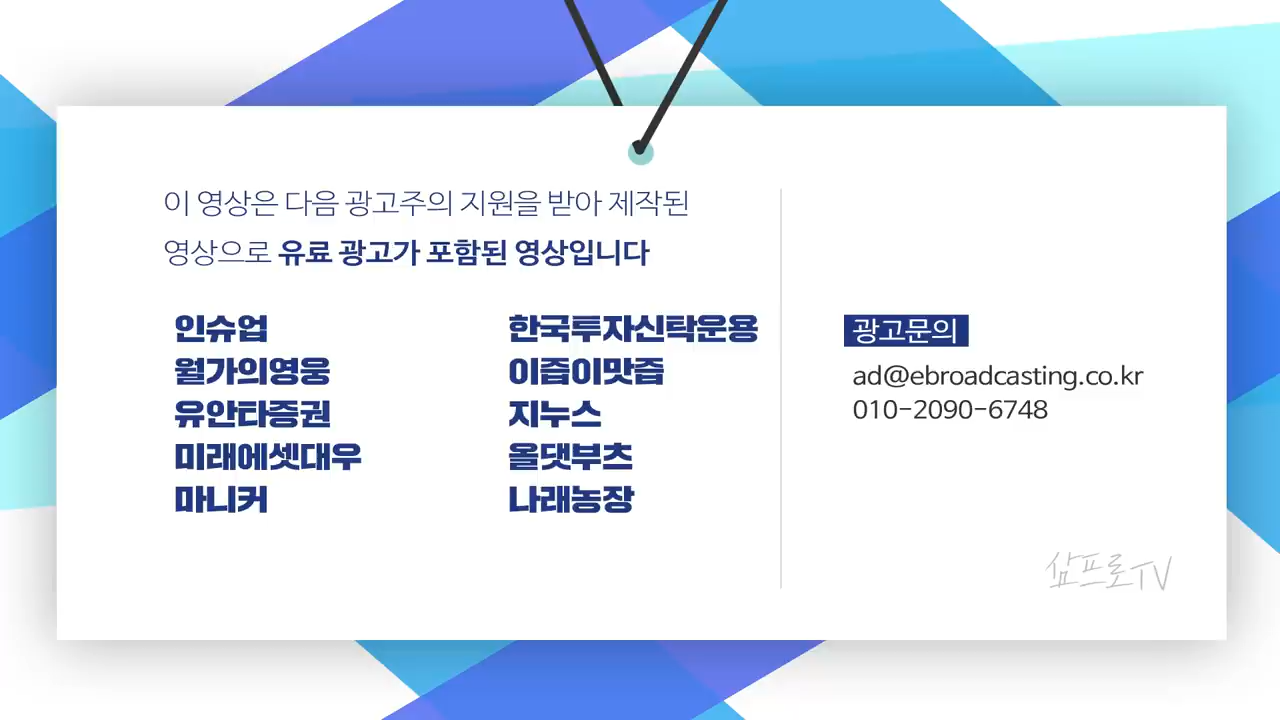 이 영상은 다음 광고주의 지원을 받아 제작된
영상으로 유료 광고가 포함된 영상입니다
인슈업
월가의영웅
유안타증권
미래에셋대우
마니커
한국투자신탁운용
이즙이맛즙
지누스
올댓부츠
나래농장
광고문의
ad@ebroadcasting.co.kr
010-2090-6748
삼프로TV